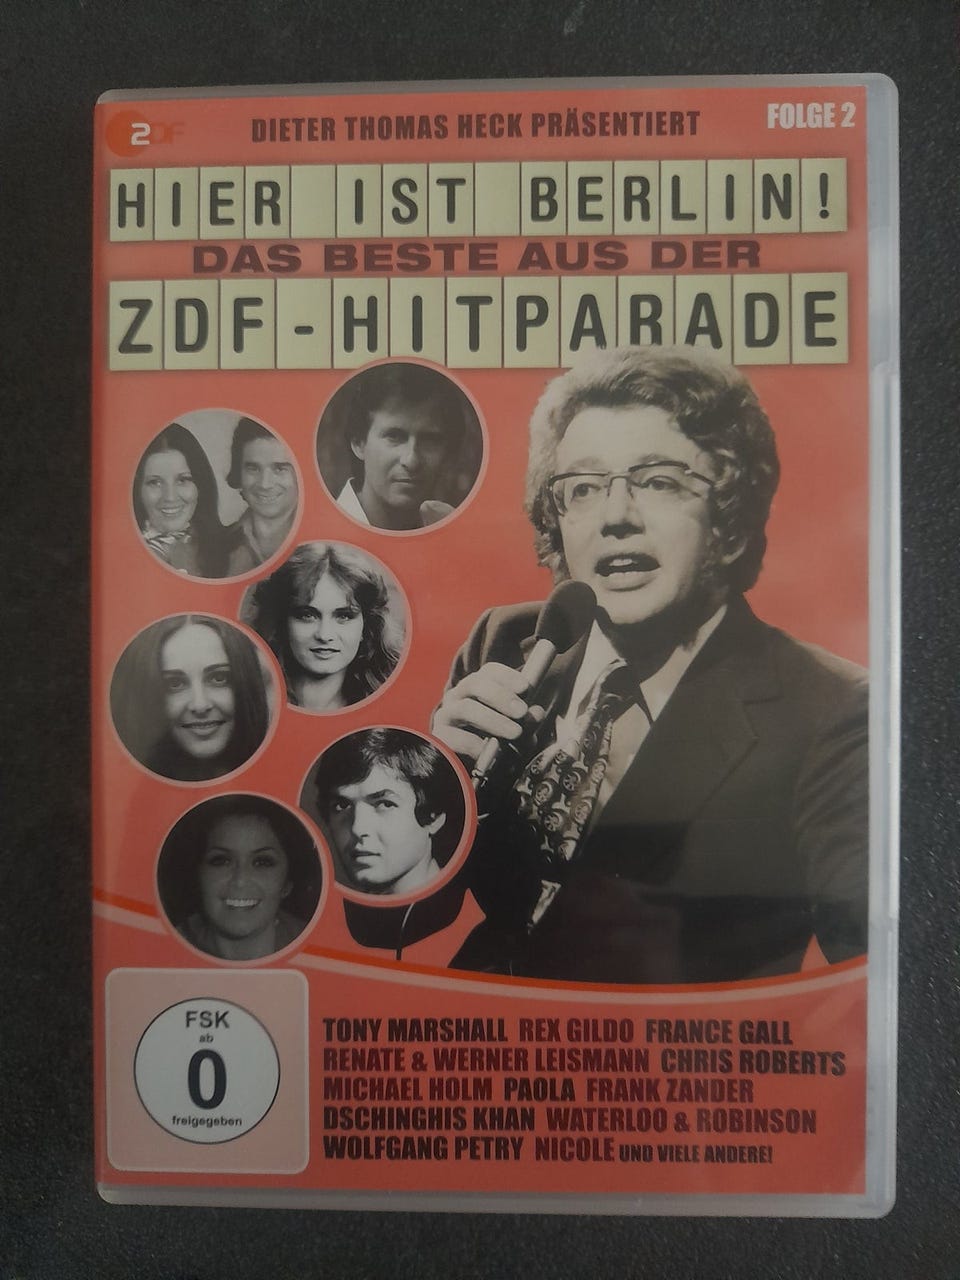 ZDF
DIETER THOMAS HECK PRÄSENTIERT
FOLGE 2
HIER IST BERLIN!
DAS BESTE AUS DER
ZDF-HITPARADE
FSK
ab
0
freigegeben
TONY MARSHALL REX GILDO FRANCE GALL
RENATE & WERNER LEISMANN CHRIS ROBERTS
MICHAEL HOLM PAOLA FRANK ZANDER
DSCHINGHIS KHAN WATERLOO & ROBINSON
WOLFGANG PETRY NICOLE UND VIELE ANDERE!